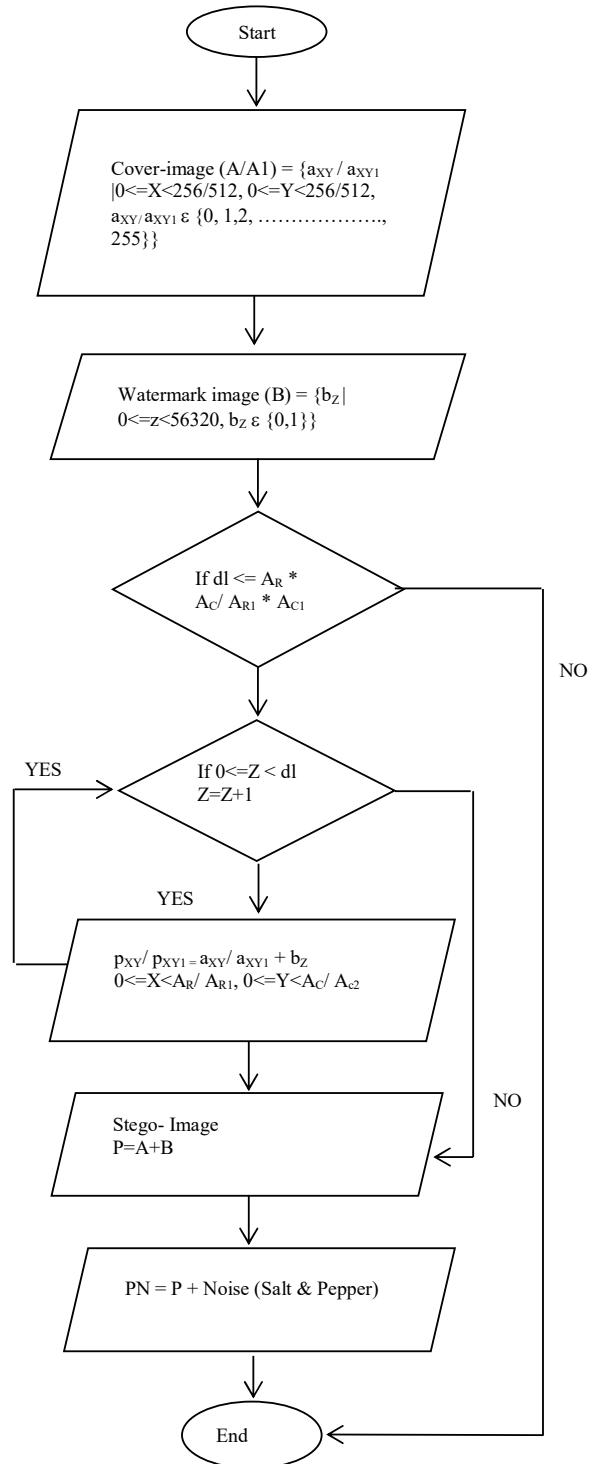 Start
Cover-image (A/A1) = {aXY / aXY1
|0<=X<256/512, 0<=Y<256/512,
aXY/ aXY1 ε {0, 1,2, ………………….,
255}}
Watermark image (B) = {bZ |
0<=z<56320, bZ ε {0,1}}
If dl <= AR *
AC/ AR1 * AC1
NO
YES
If 0<=Z < dl
Z=Z+1
YES
pXY/ pXY1 = aXY/ aXY1 + bZ
0<=X<AR/ AR1, 0<=Y<AC/ Ac2
NO
Stego- Image
P=A+B
PN = P + Noise (Salt & Pepper)
End